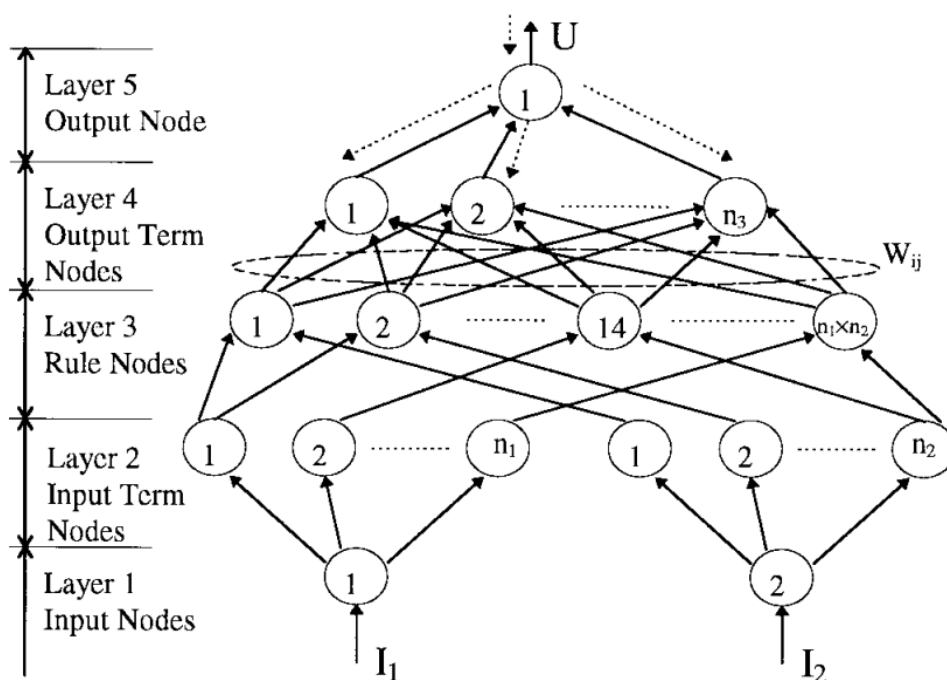 U
Layer 5
Output Node
1
Layer 4
Output Term
Nodes
1
2
n₃
W_ij
Layer 3
Rule Nodes
1
2
14
n₁×n₂
Layer 2
Input Term
Nodes
1
2
n₁
1
2
n₂
Layer 1
Input Nodes
1
2
I₁
I₂